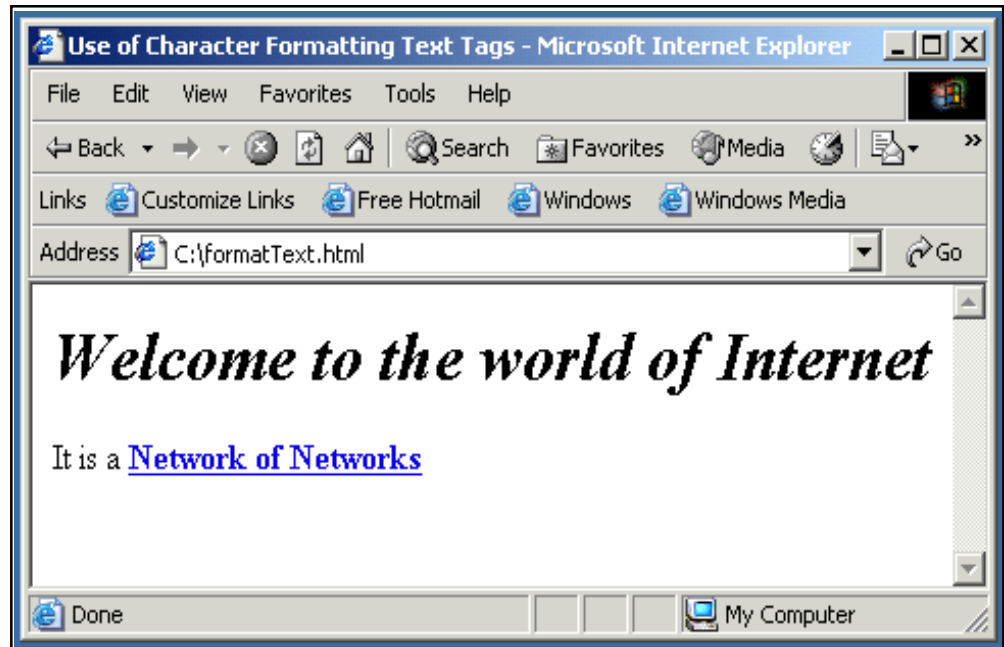 Use of Character Formatting Text Tags - Microsoft Internet Explorer
File Edit View Favorites Tools Help
Back Search Favorites Media »
Links Customize Links Free Hotmail Windows Windows Media
Address C:\formatText.html Go
Welcome to the world of Internet
It is a Network of Networks
Done My Computer